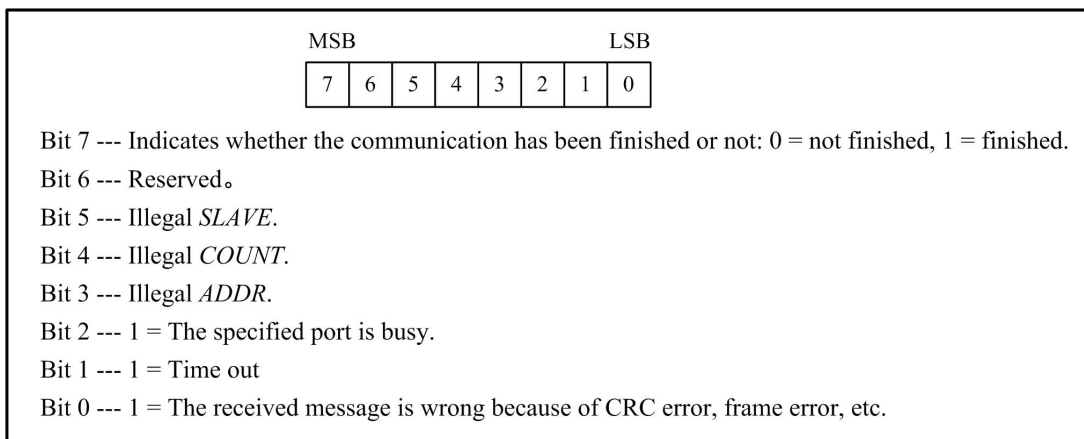 MSB LSB
7 6 5 4 3 2 1 0
Bit 7 --- Indicates whether the communication has been finished or not: 0 = not finished, 1 = finished.
Bit 6 --- Reserved。
Bit 5 --- Illegal SLAVE.
Bit 4 --- Illegal COUNT.
Bit 3 --- Illegal ADDR.
Bit 2 --- 1 = The specified port is busy.
Bit 1 --- 1 = Time out
Bit 0 --- 1 = The received message is wrong because of CRC error, frame error, etc.